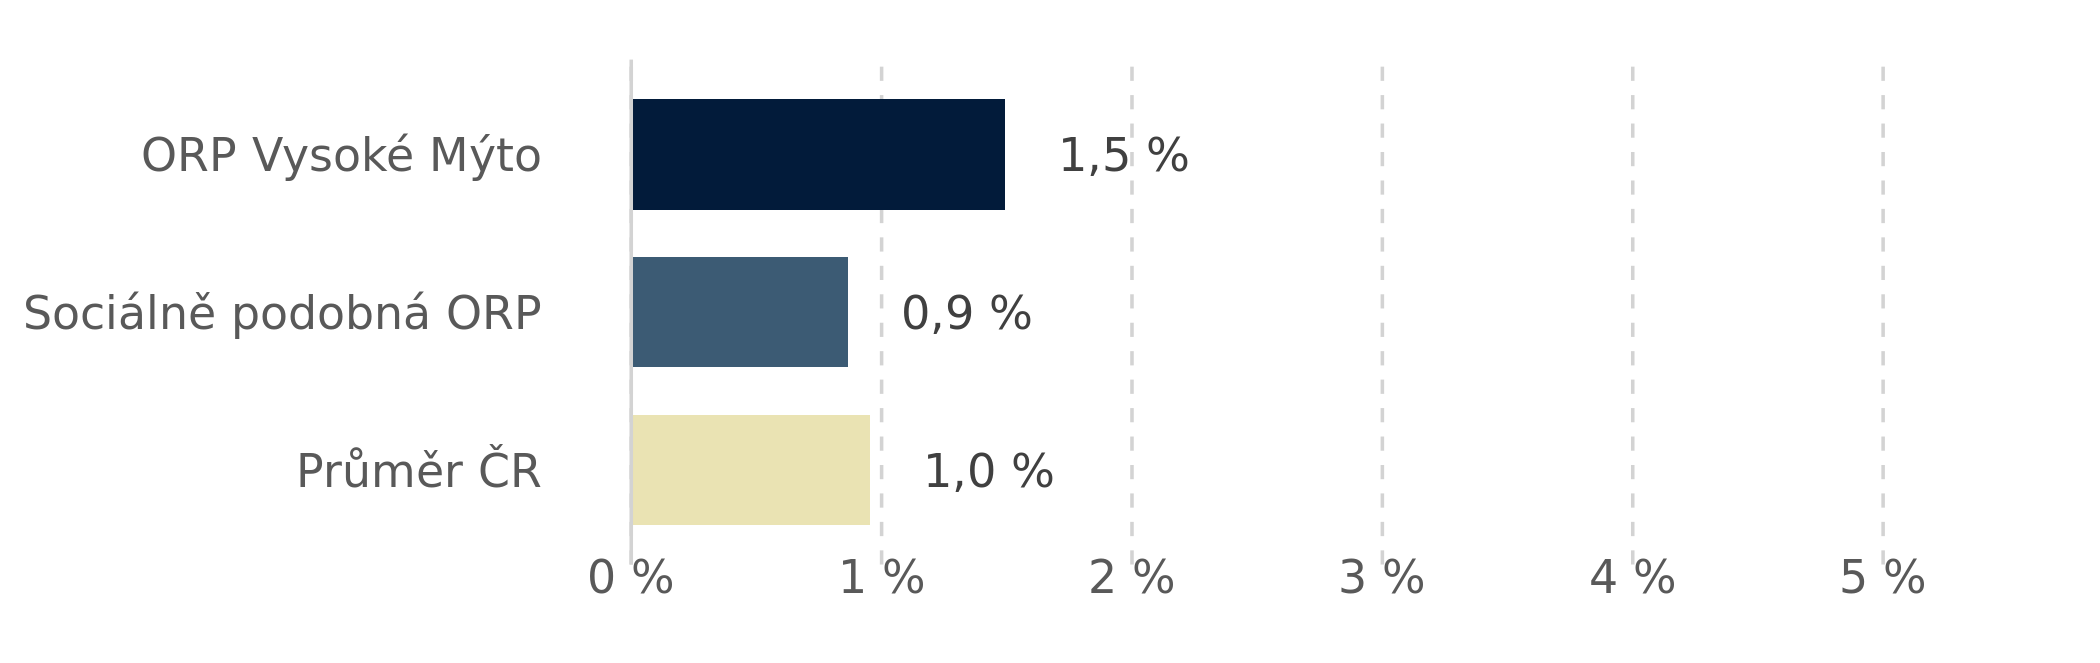 ORP Vysoké Mýto 1,5 %
Sociálně podobná ORP 0,9 %
Průměr ČR 1,0 %
0 % 1 % 2 % 3 % 4 % 5 %